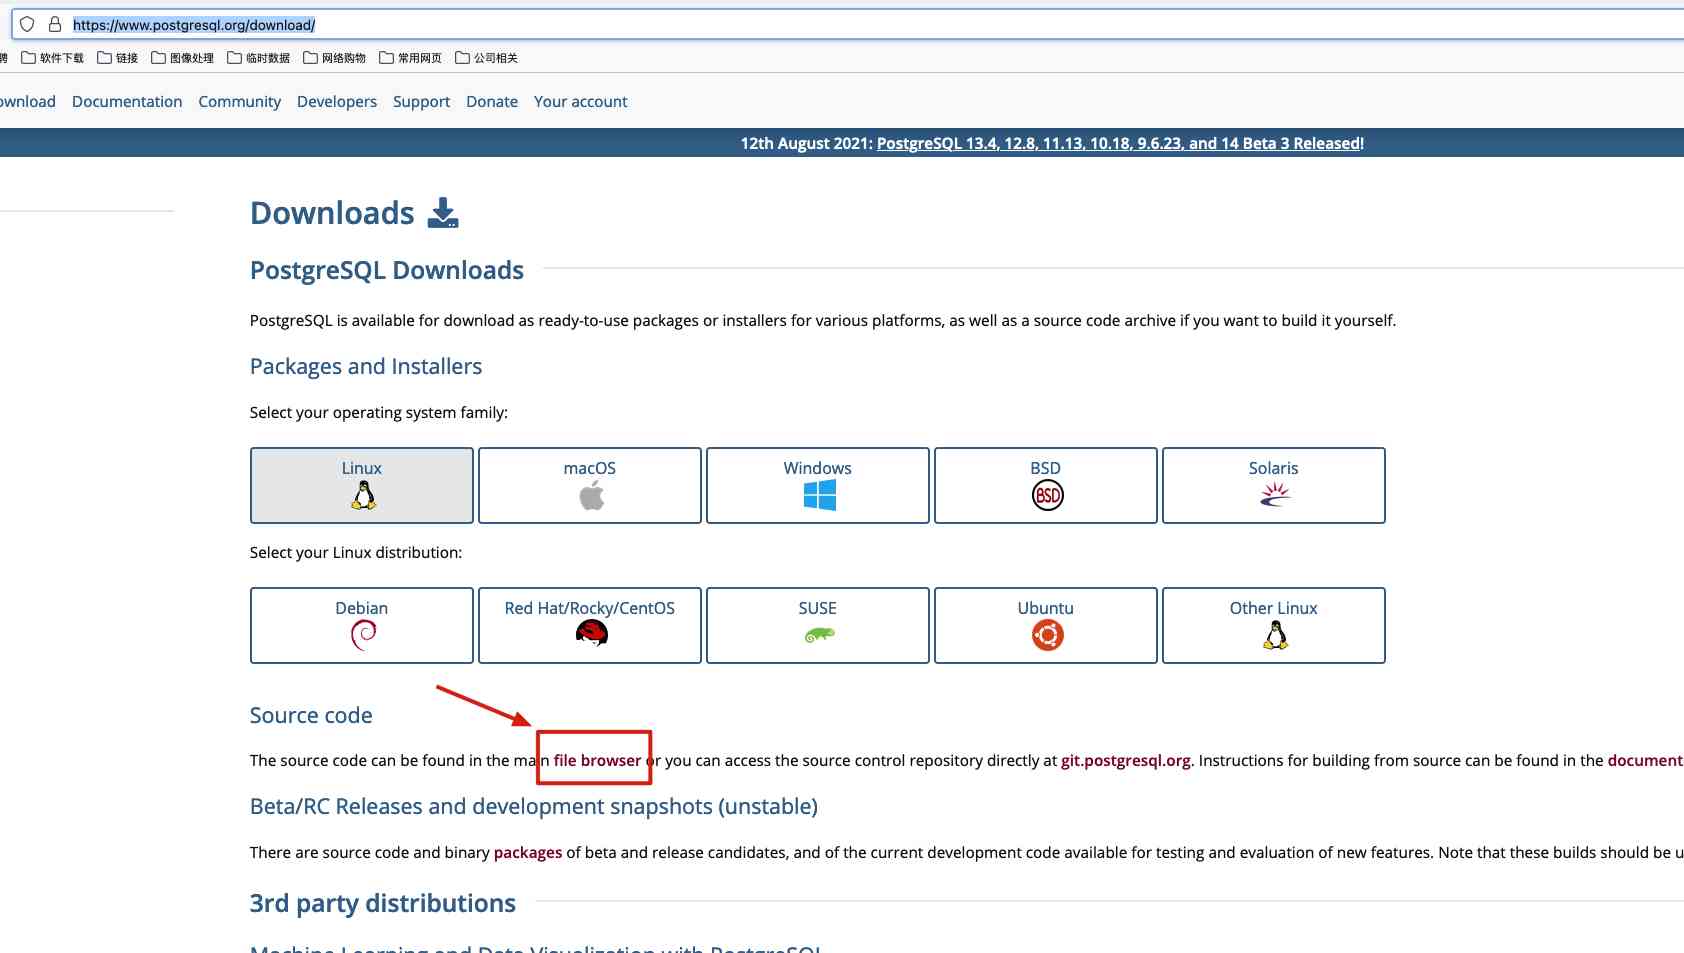 https://www.postgresql.org/download/
聘 软件下载 链接 图像处理 临时数据 网络购物 常用网页 公司相关
ownload Documentation Community Developers Support Donate Your account
12th August 2021: PostgreSQL 13.4, 12.8, 11.13, 10.18, 9.6.23, and 14 Beta 3 Released!
Downloads
PostgreSQL Downloads
PostgreSQL is available for download as ready-to-use packages or installers for various platforms, as well as a source code archive if you want to build it yourself.
Packages and Installers
Select your operating system family:
Linux macOS Windows BSD Solaris
BSD
Select your Linux distribution:
Debian Red Hat/Rocky/CentOS SUSE Ubuntu Other Linux
Source code
The source code can be found in the main file browser or you can access the source control repository directly at git.postgresql.org. Instructions for building from source can be found in the document
Beta/RC Releases and development snapshots (unstable)
There are source code and binary packages of beta and release candidates, and of the current development code available for testing and evaluation of new features. Note that these builds should be u
3rd party distributions
Machine Learning and Data Visualization with PostgreSQL